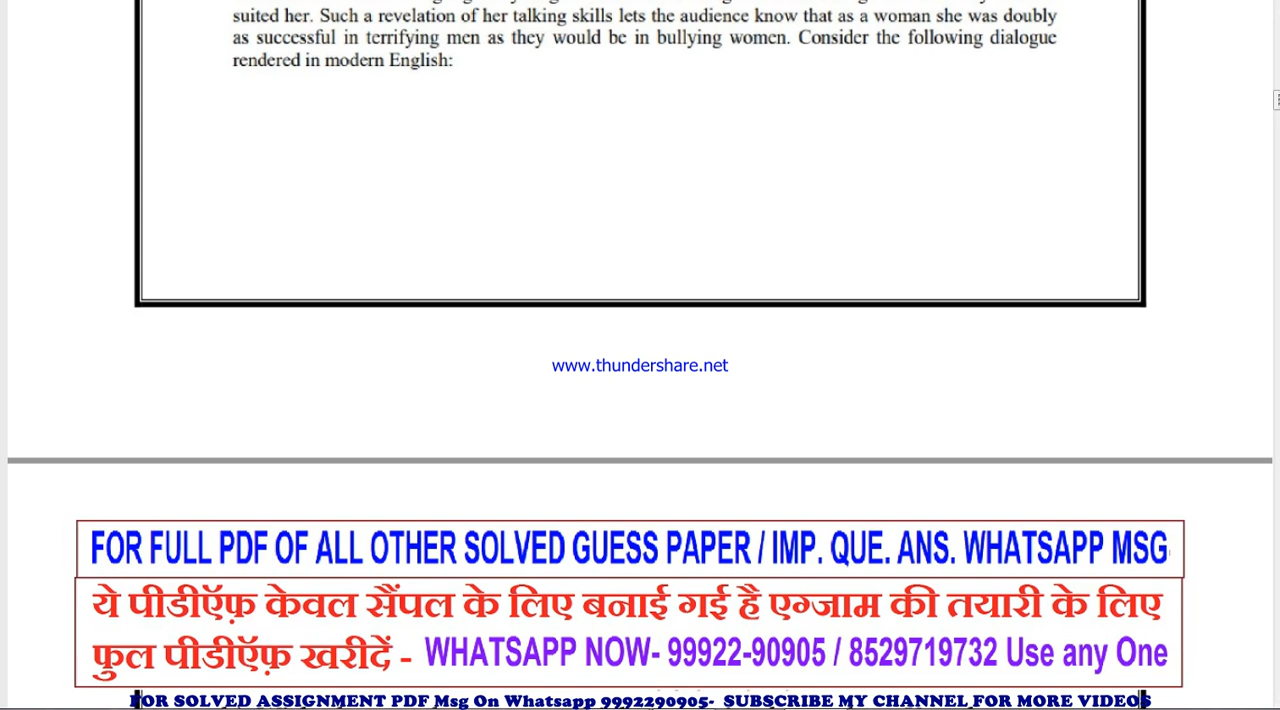 suited her. Such a revelation of her talking skills lets the audience know that as a woman she was doubly
as successful in terrifying men as they would be in bullying women. Consider the following dialogue
rendered in modern English:
www.thundershare.net
FOR FULL PDF OF ALL OTHER SOLVED GUESS PAPER / IMP. QUE. ANS. WHATSAPP MSG
ये पीडीऍफ़ केवल सैंपल के लिए बनाई गई है एग्जाम की तयारी के लिए
फुल पीडीऍफ़ खरीदें - WHATSAPP NOW- 99922-90905 / 8529719732 Use any One
FOR SOLVED ASSIGNMENT PDF Msg On Whatsapp 9992290905- SUBSCRIBE MY CHANNEL FOR MORE VIDEOS